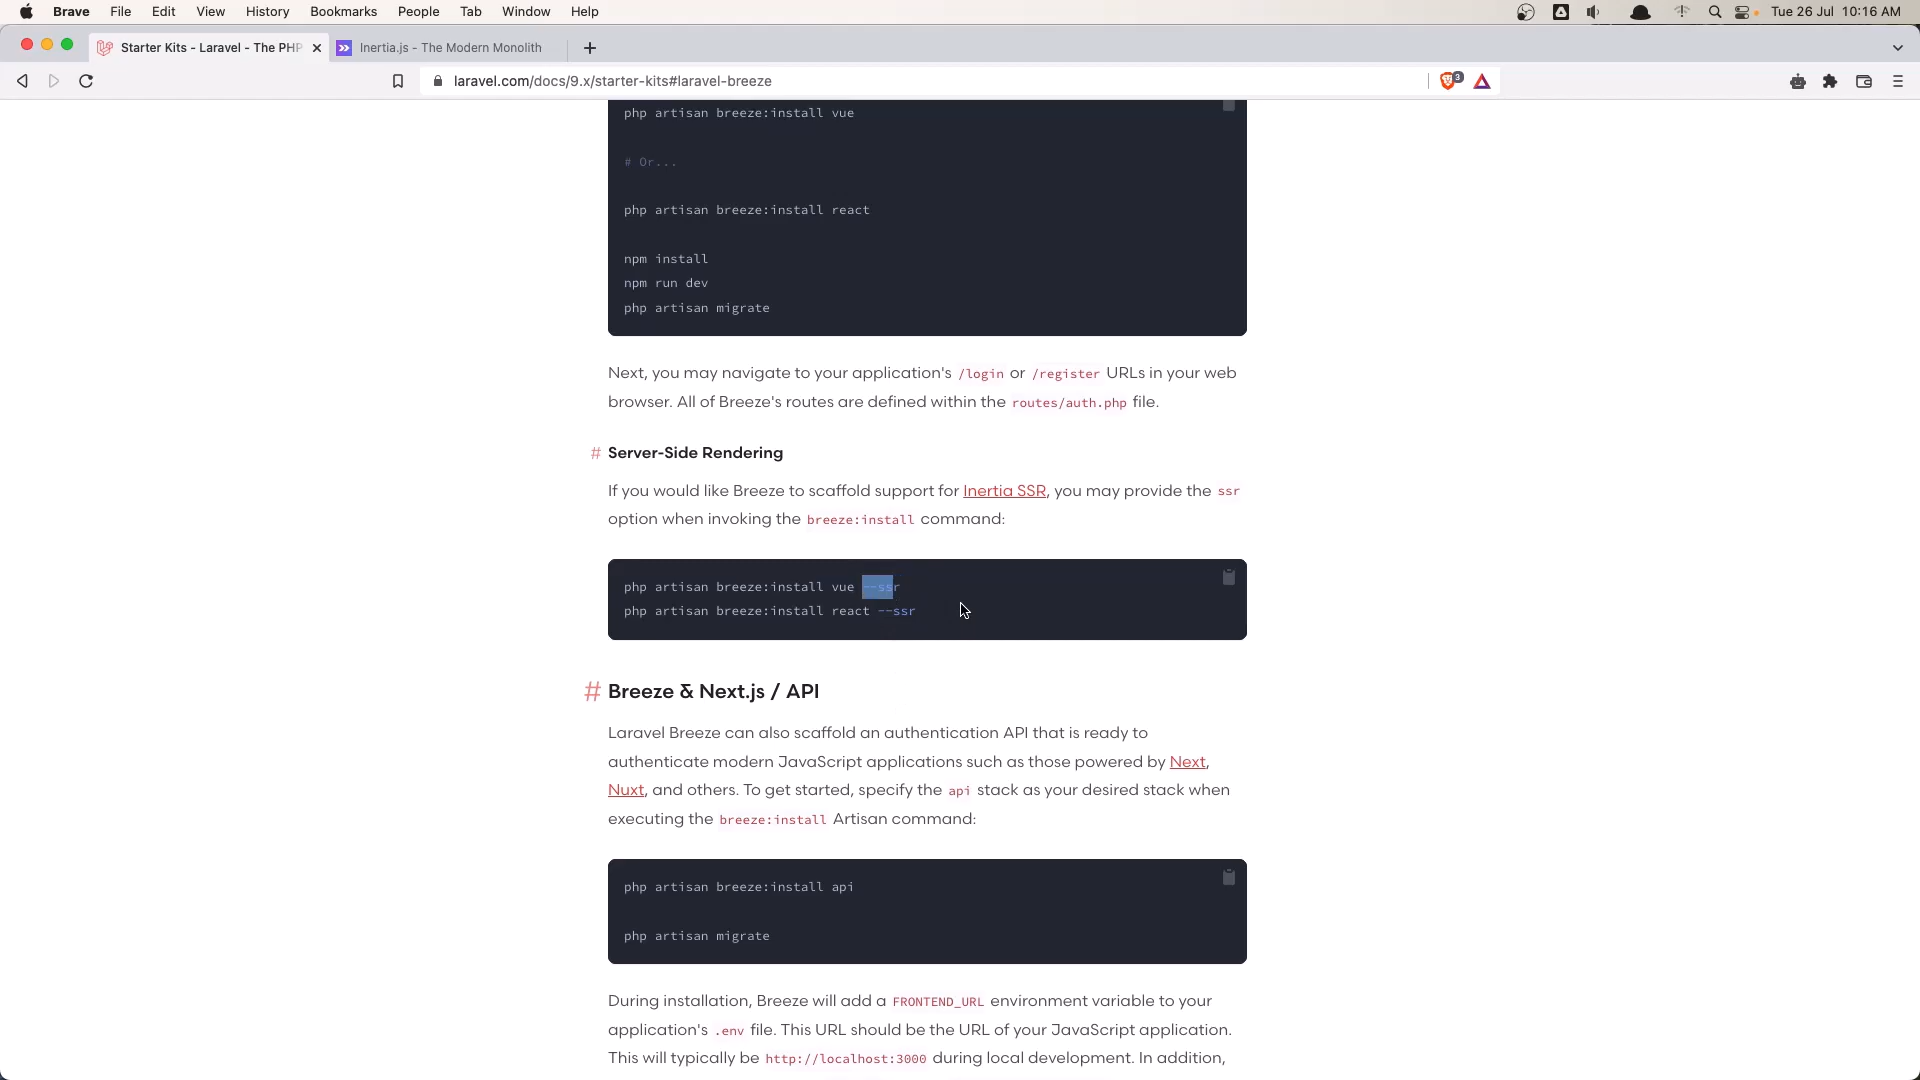 Brave File Edit View History Bookmarks People Tab Window Help Tue 26 Jul 10:16 AM
Starter Kits - Laravel - The PHP Inertia.js - The Modern Monolith
laravel.com/docs/9.x/starter-kits#laravel-breeze 3
php artisan breeze:install vue
# Or...
php artisan breeze:install react
npm install
npm run dev
php artisan migrate
Next, you may navigate to your application's /login or /register URLs in your web
browser. All of Breeze's routes are defined within the routes/auth.php file.
# Server-Side Rendering
If you would like Breeze to scaffold support for Inertia SSR, you may provide the ssr
option when invoking the breeze:install command:
php artisan breeze:install vue --ssr
php artisan breeze:install react --ssr
# Breeze & Next.js / API
Laravel Breeze can also scaffold an authentication API that is ready to
authenticate modern JavaScript applications such as those powered by Next,
Nuxt, and others. To get started, specify the api stack as your desired stack when
executing the breeze:install Artisan command:
php artisan breeze:install api
php artisan migrate
During installation, Breeze will add a FRONTEND_URL environment variable to your
application's .env file. This URL should be the URL of your JavaScript application.
This will typically be http://localhost:3000 during local development. In addition,